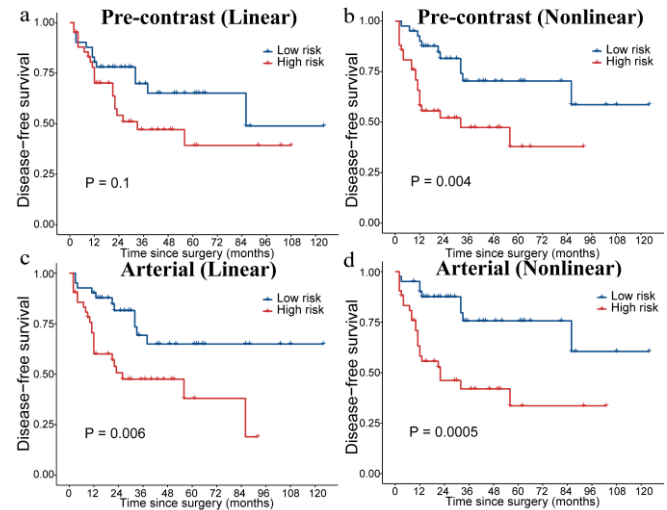 a
Pre-contrast (Linear)
Low risk
High risk
Disease-free survival
1.00
0.75
0.50
0.25
0.00
P = 0.1
0 12 24 36 48 60 72 84 96 108 120
Time since surgery (months)
b
Pre-contrast (Nonlinear)
Low risk
High risk
Disease-free survival
1.00
0.75
0.50
0.25
0.00
P = 0.004
0 12 24 36 48 60 72 84 96 108 120
Time since surgery (months)
c
Arterial (Linear)
Low risk
High risk
Disease-free survival
1.00
0.75
0.50
0.25
0.00
P = 0.006
0 12 24 36 48 60 72 84 96 108 120
Time since surgery (months)
d
Arterial (Nonlinear)
Low risk
High risk
Disease-free survival
1.00
0.75
0.50
0.25
0.00
P = 0.0005
0 12 24 36 48 60 72 84 96 108 120
Time since surgery (months)